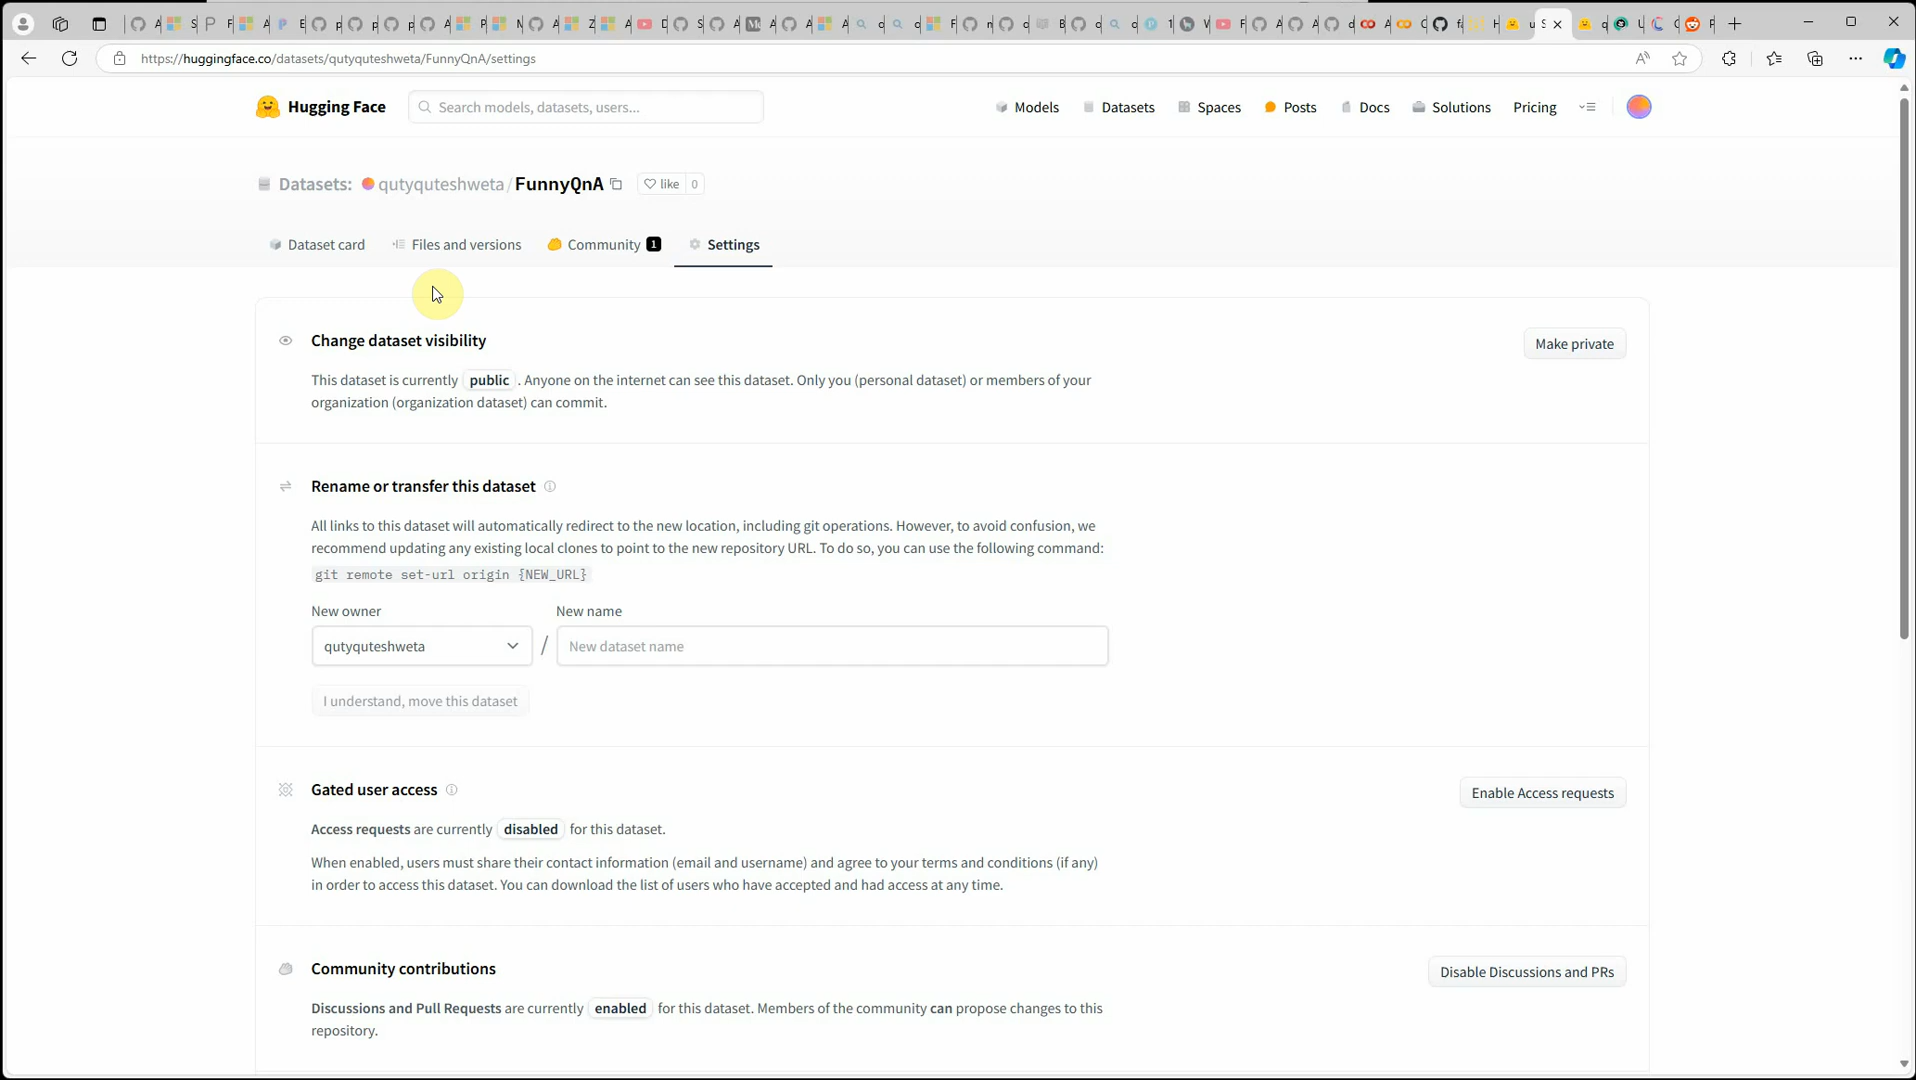 https://huggingface.co/datasets/qutyquteshweta/FunnyQnA/settings
Hugging Face
Search models, datasets, users...
Models
Datasets
Spaces
Posts
Docs
Solutions
Pricing
Datasets: qutyquteshweta/FunnyQnA
like 0
Dataset card
Files and versions
Community 1
Settings
Change dataset visibility
Make private
This dataset is currently public . Anyone on the internet can see this dataset. Only you (personal dataset) or members of your
organization (organization dataset) can commit.
Rename or transfer this dataset
All links to this dataset will automatically redirect to the new location, including git operations. However, to avoid confusion, we
recommend updating any existing local clones to point to the new repository URL. To do so, you can use the following command:
git remote set-url origin {NEW_URL}
New owner New name
qutyquteshweta / New dataset name
I understand, move this dataset
Gated user access
Enable Access requests
Access requests are currently disabled for this dataset.
When enabled, users must share their contact information (email and username) and agree to your terms and conditions (if any)
in order to access this dataset. You can download the list of users who have accepted and had access at any time.
Community contributions
Disable Discussions and PRs
Discussions and Pull Requests are currently enabled for this dataset. Members of the community can propose changes to this
repository.